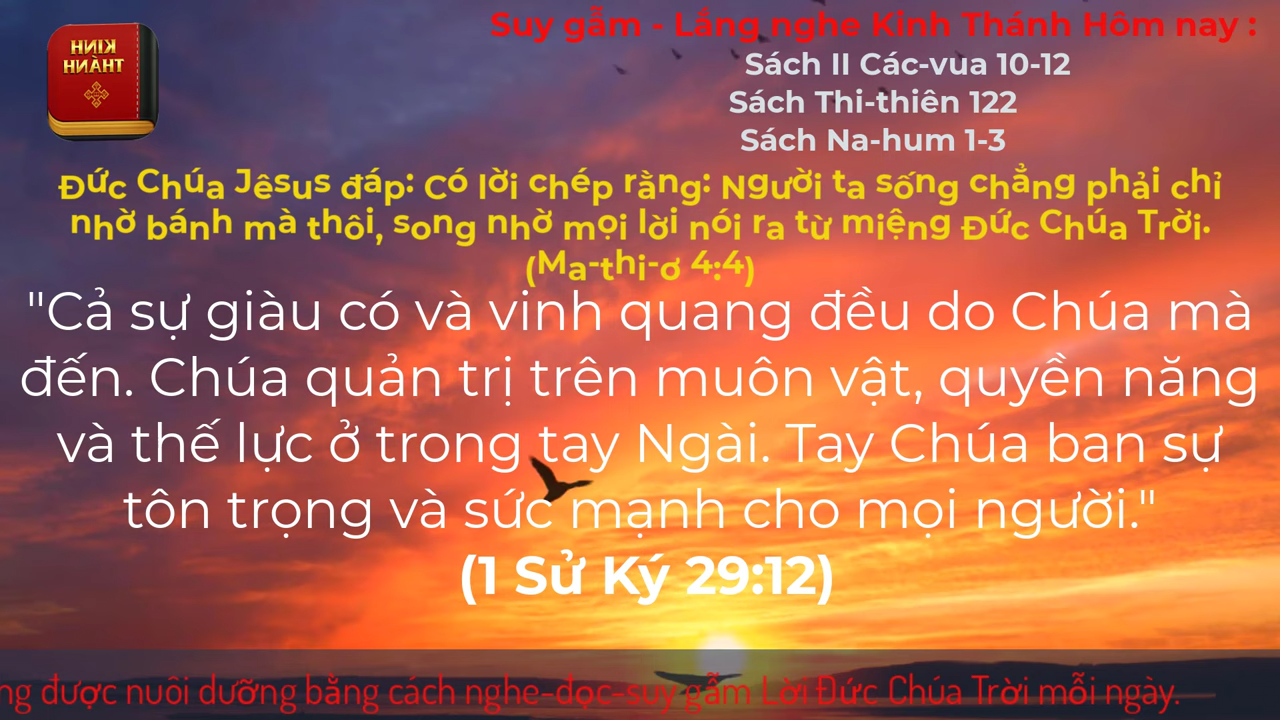 KINH
THÁNH
Suy gẫm - Lắng nghe Kinh Thánh Hôm nay :
Sách II Các-vua 10-12
Sách Thi-thiên 122
Sách Na-hum 1-3
Đức Chúa Jêsus đáp: Có lời chép rằng: Người ta sống chẳng phải chỉ
nhờ bánh mà thôi, song nhờ mọi lời nói ra từ miệng Đức Chúa Trời.
(Ma-thi-ơ 4:4)
"Cả sự giàu có và vinh quang đều do Chúa mà
đến. Chúa quản trị trên muôn vật, quyền năng
và thế lực ở trong tay Ngài. Tay Chúa ban sự
tôn trọng và sức mạnh cho mọi người."
(1 Sử Ký 29:12)
được nuôi dưỡng bằng cách nghe-đọc-suy gẫm Lời Đức Chúa Trời mỗi ngày.